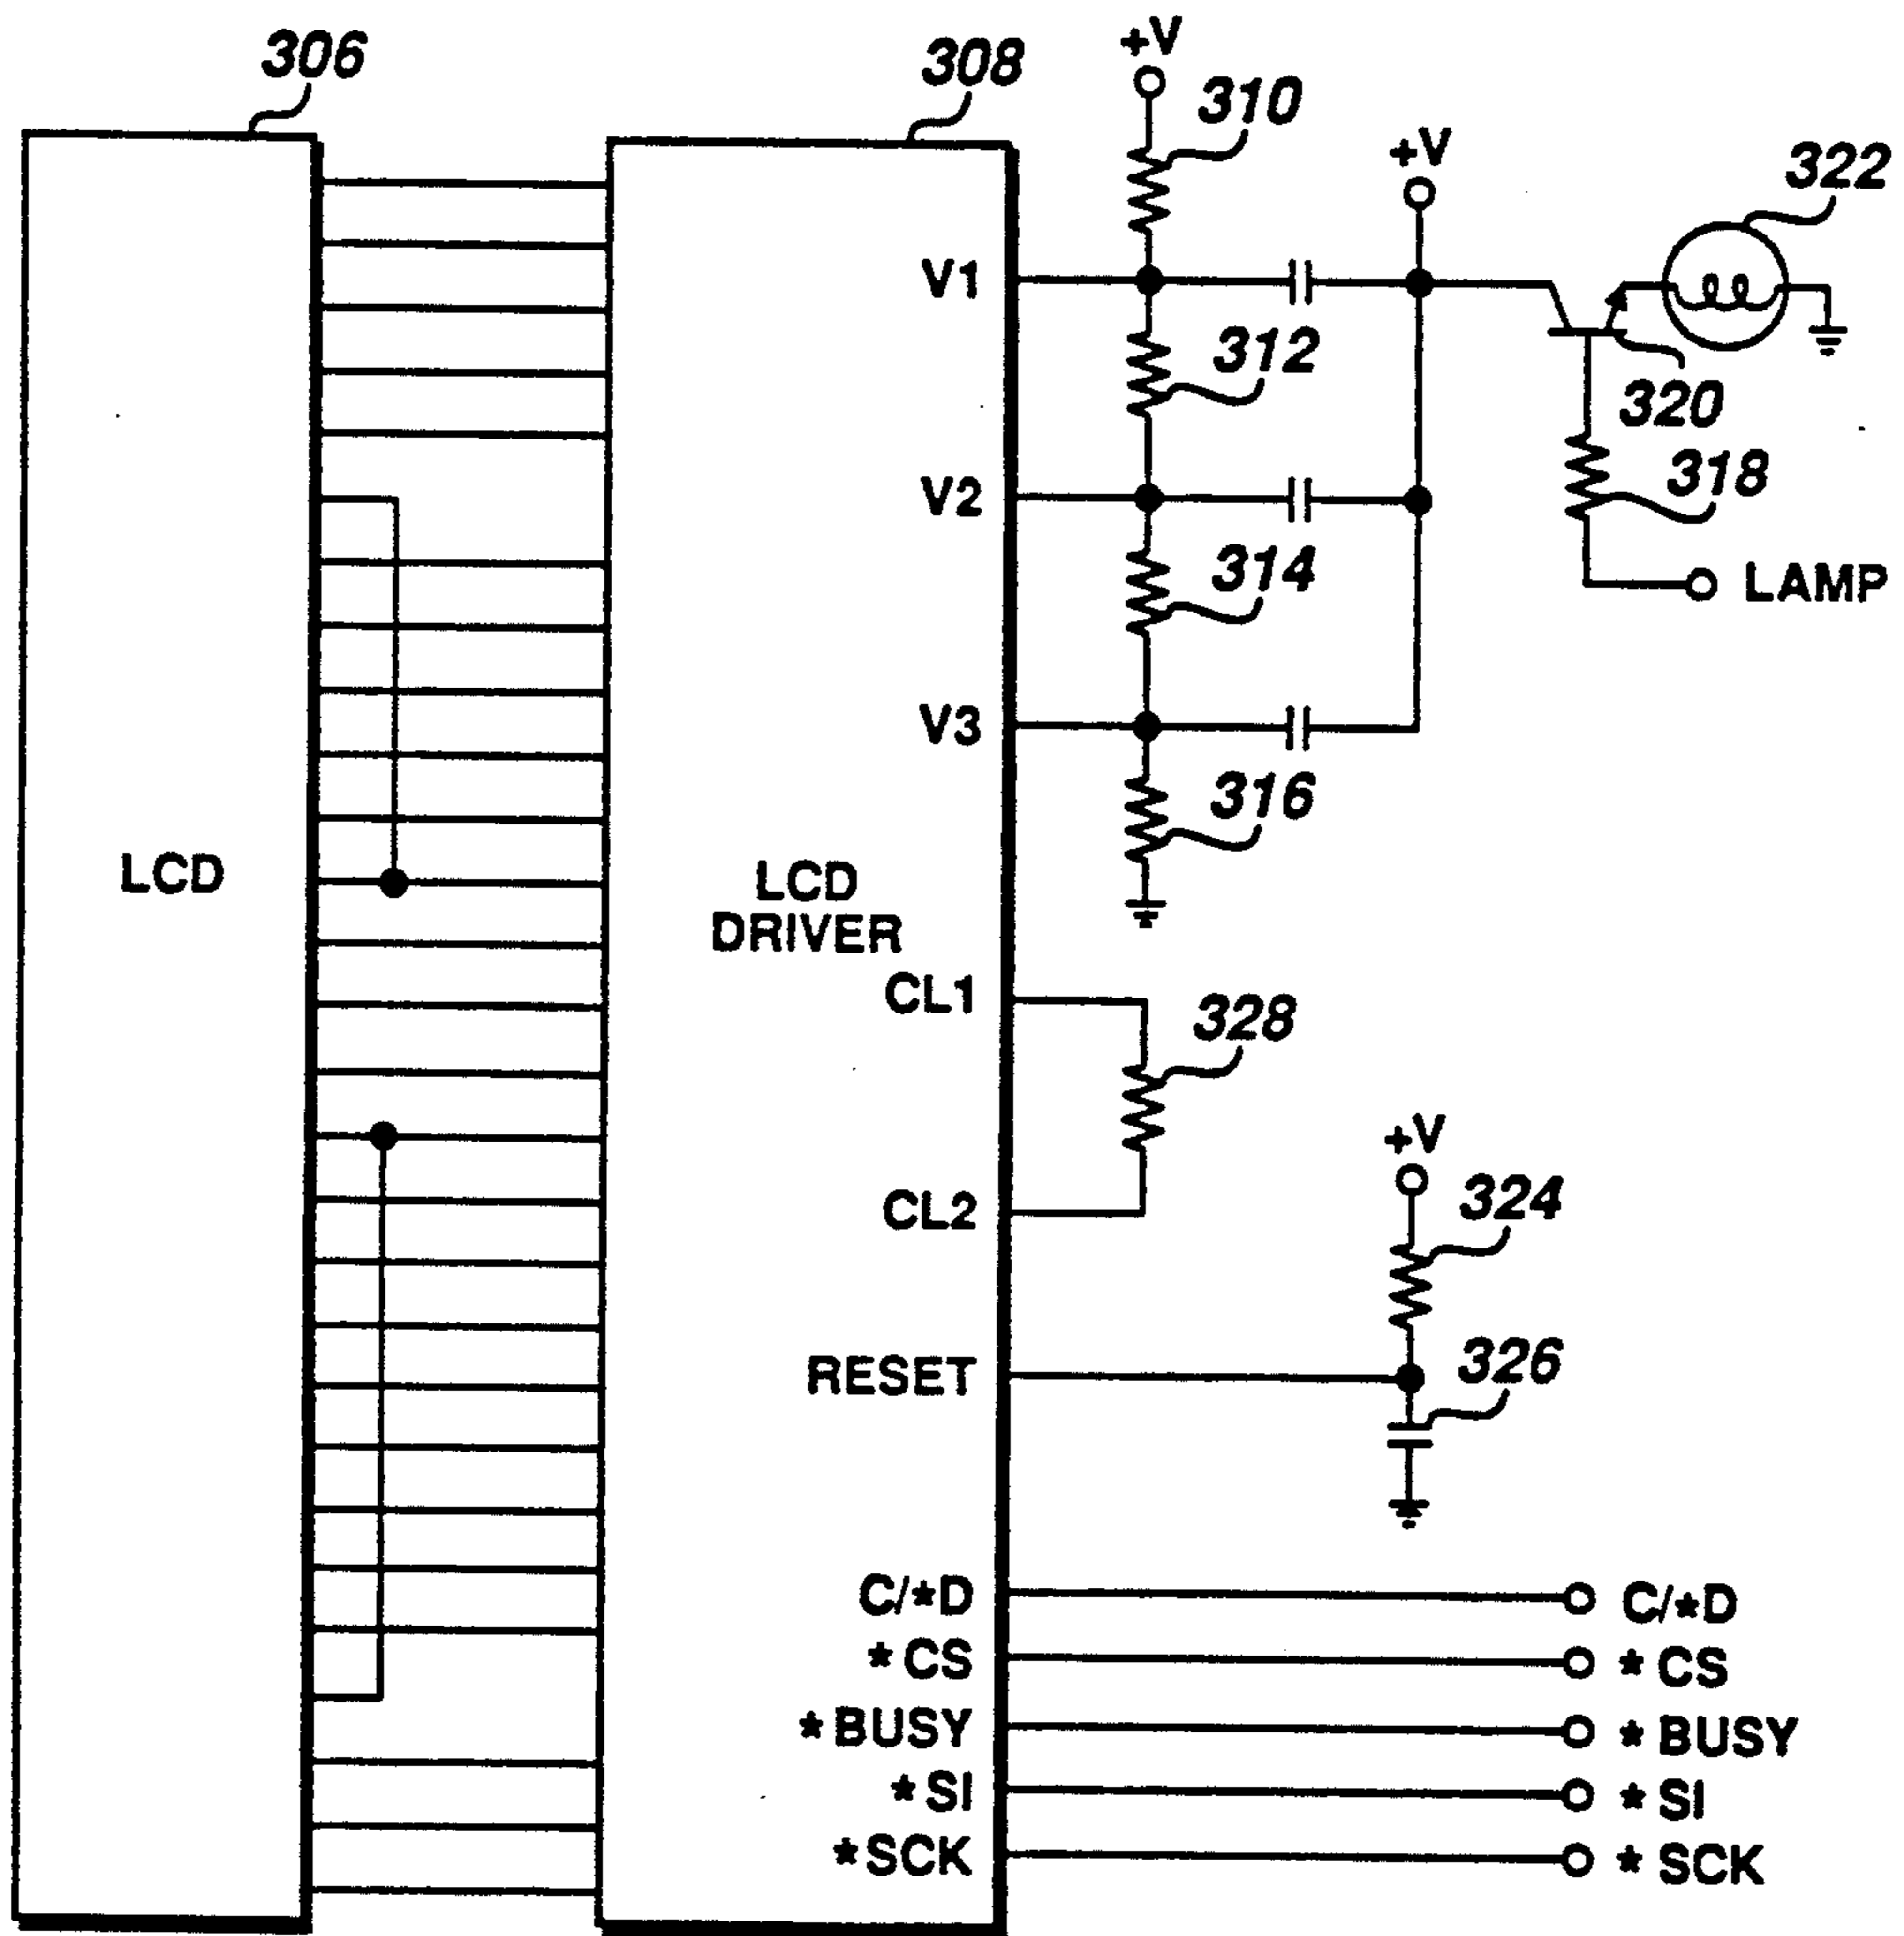 306
308
+V
310
+V
322
V1
312
320
318
V2
314
LAMP
V3
316
LCD
LCD
DRIVER
CL1
328
+V
CL2
324
RESET
326
C/*D
C/*D
*CS
*CS
*BUSY
*BUSY
*SI
*SI
*SCK
*SCK